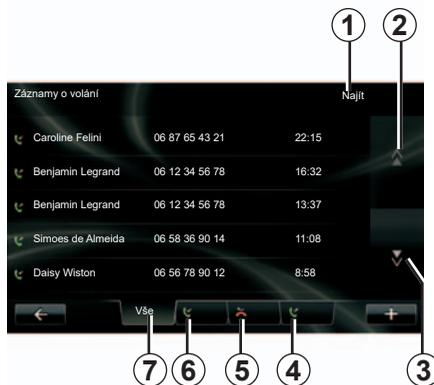 1 2
Záznamy o volání Najít
Caroline Felini 06 87 65 43 21 22:15
Benjamin Legrand 06 12 34 56 78 16:32
Benjamin Legrand 06 12 34 56 78 13:37
Simoes de Almeida 06 58 36 90 14 11:08
Daisy Wiston 06 56 78 90 12 8:58
Vše
7 6 5 4 3